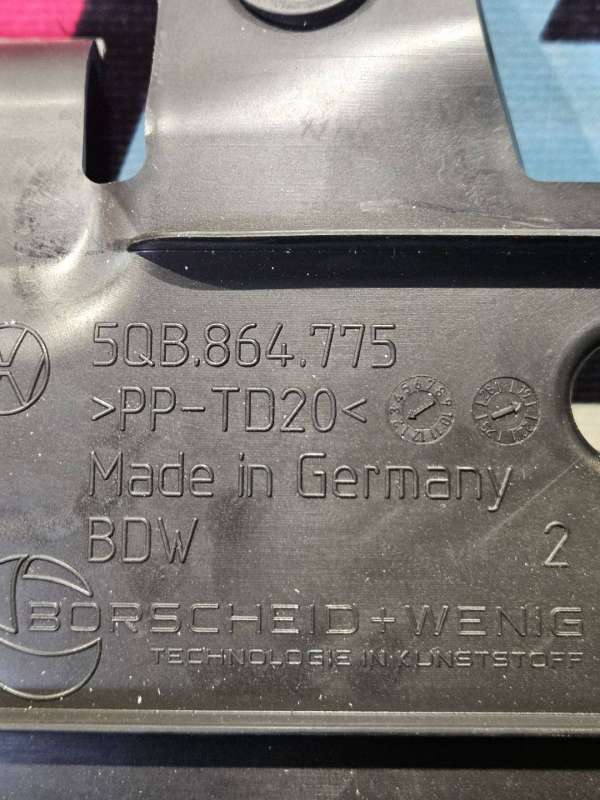 5QB.864.775
>PP-TD20<
Made in Germany
BDW 2
BORSCHEID+WENIG
TECHNOLOGIE IN KUNSTSTOFF